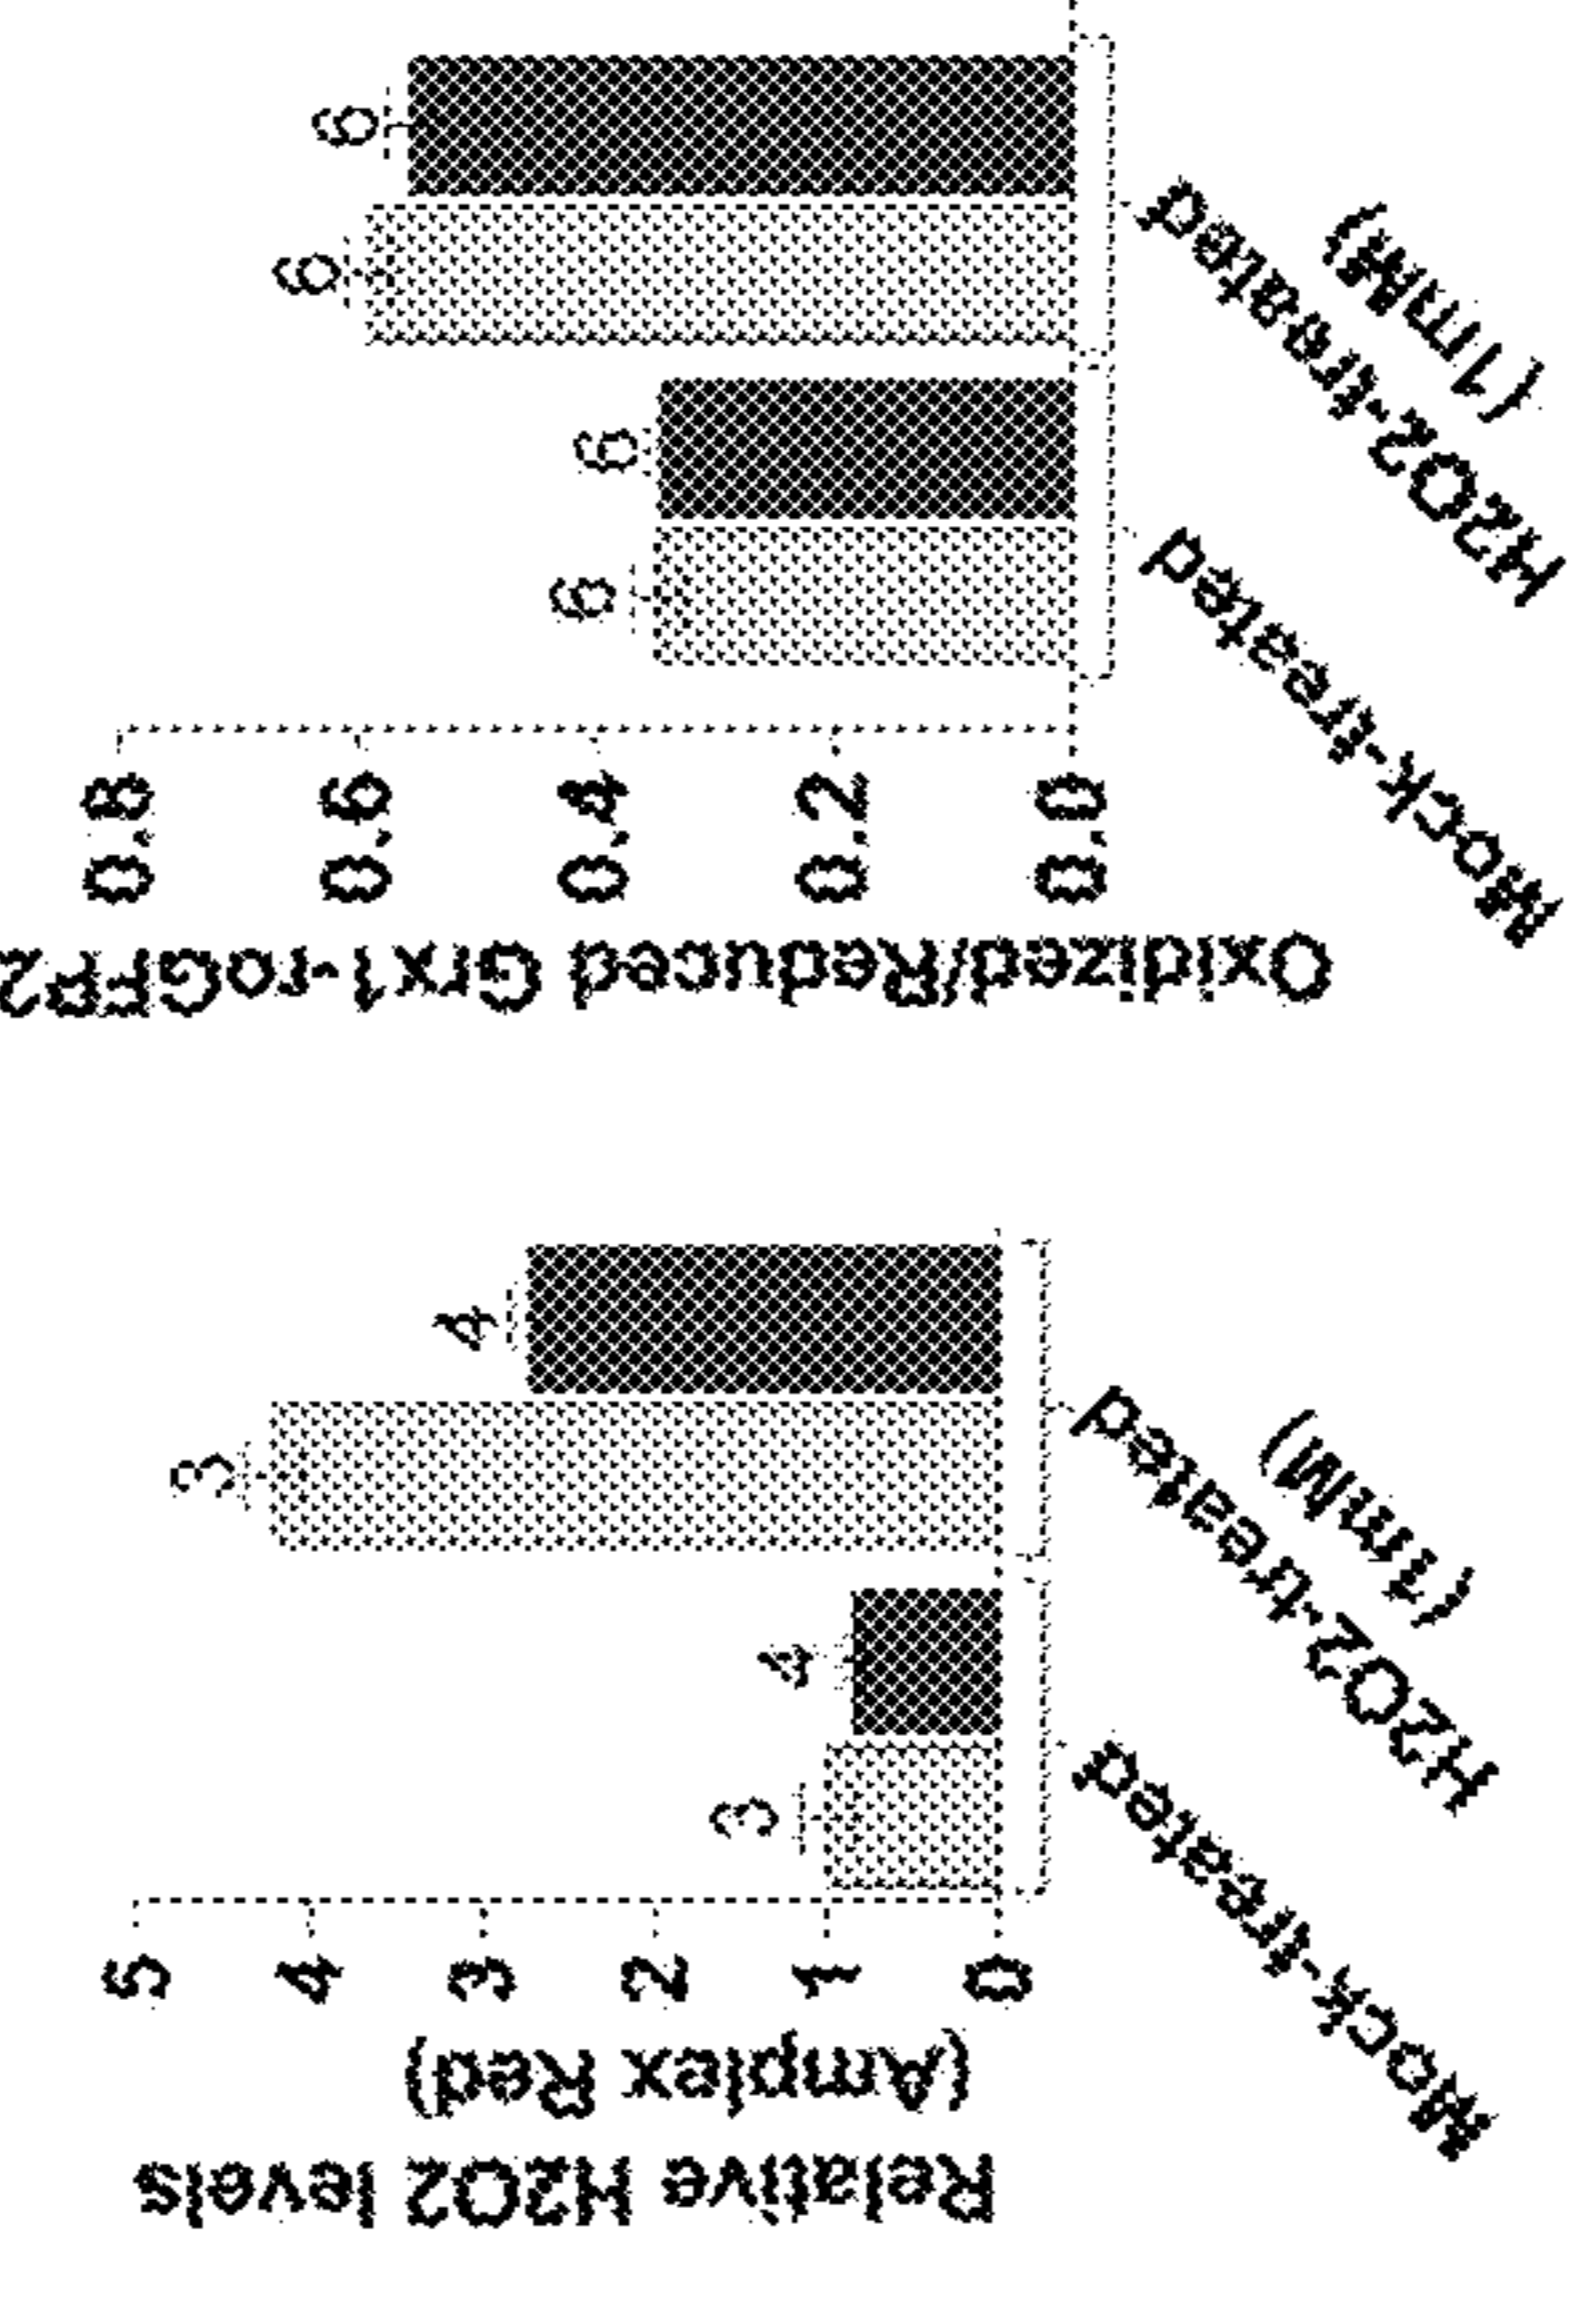 Relative H2O2 levels
(Amplex Red)
5
4
3
2
1
0
3
4
3
4
Mock-treated
H2O2-treated
(1mM)
Oxidized/Reduced Grx1-roGFP2
0.8
0.6
0.4
0.2
0.0
6
6
6
6
Mock-treated
H2O2-treated
(1mM)